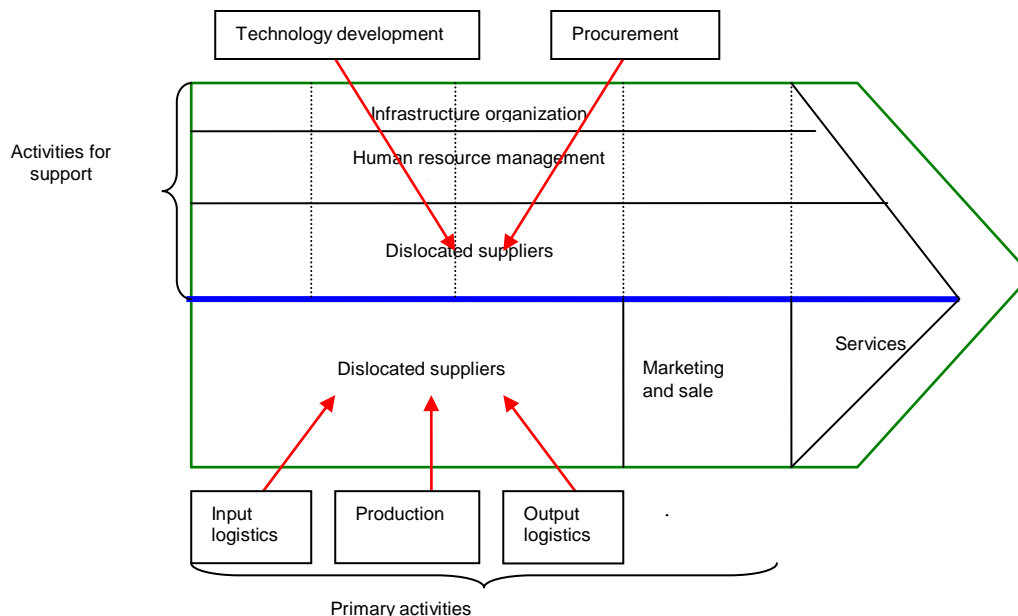 Technology development
Procurement
Infrastructure organization
Human resource management
Activities for
support
Dislocated suppliers
Dislocated suppliers
Marketing
and sale
Services
Input
logistics
Production
Output
logistics
.
Primary activities